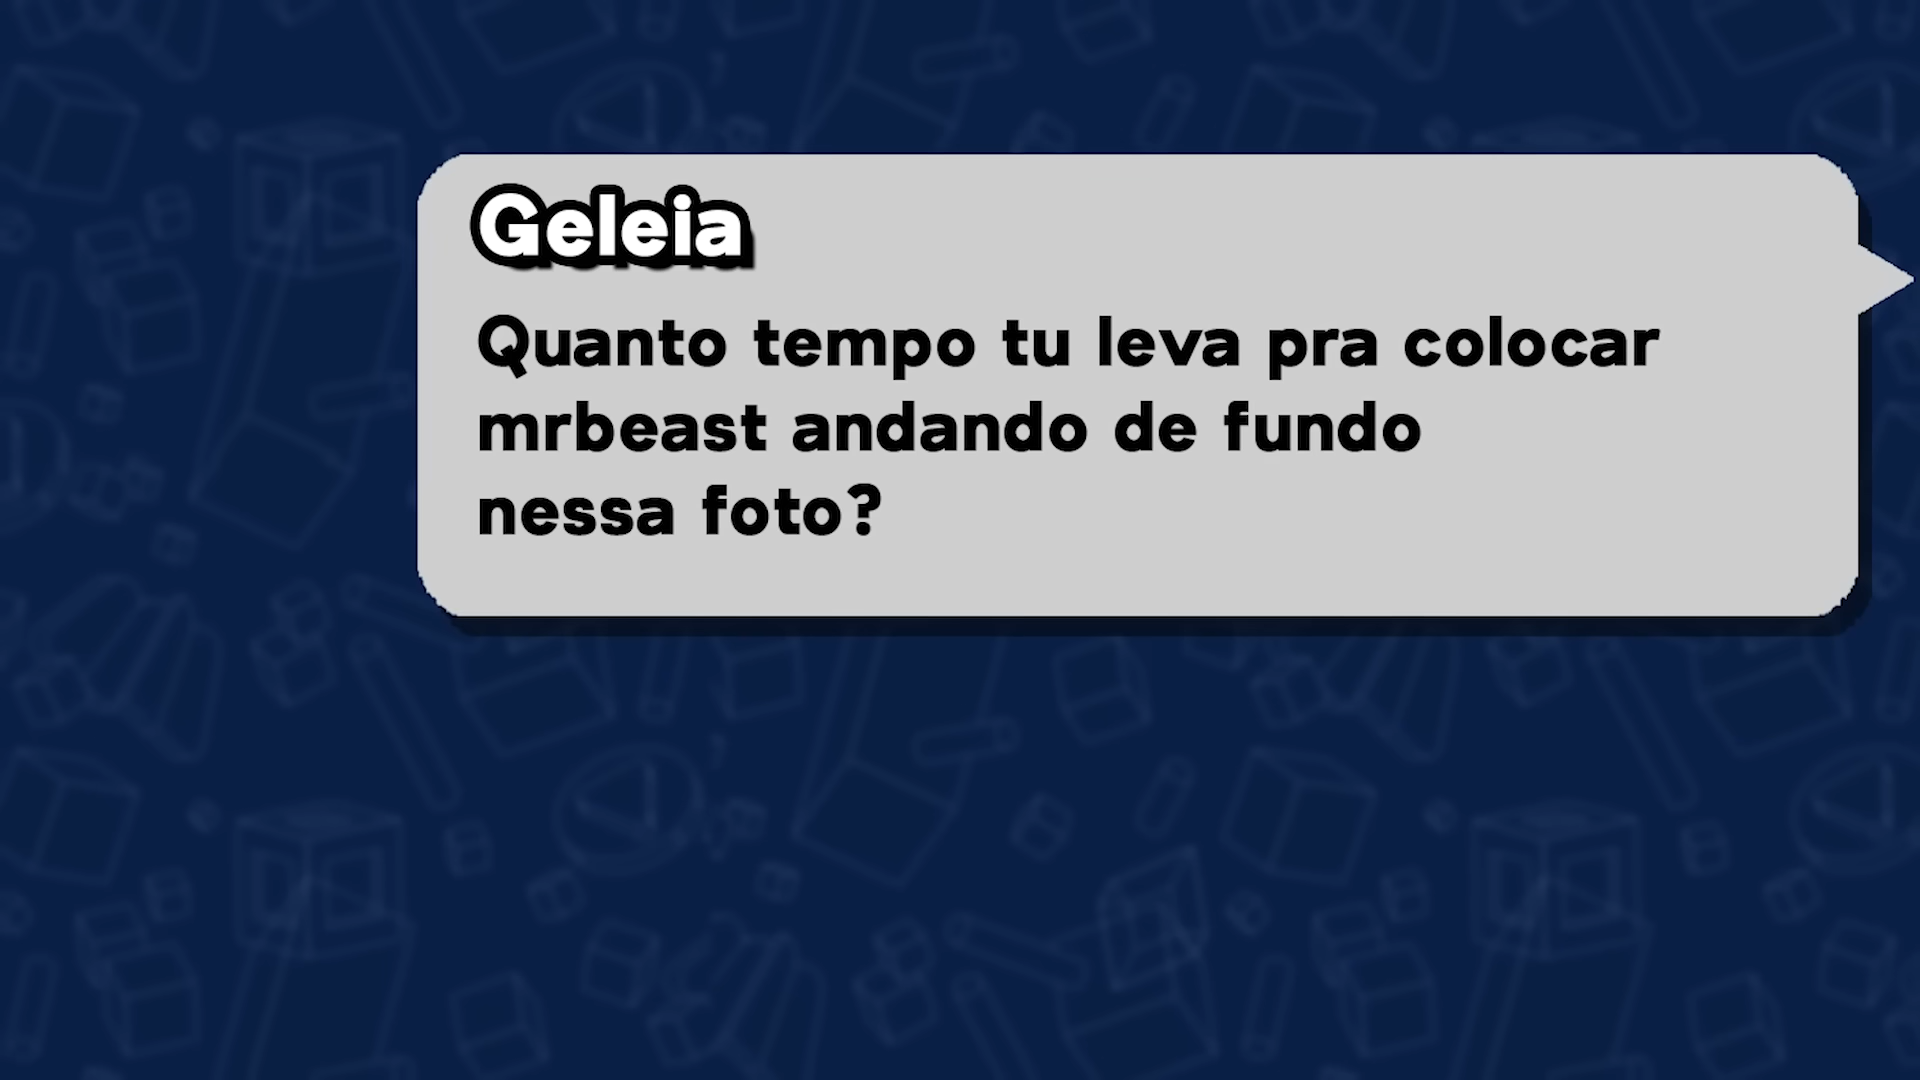 Geleia
Quanto tempo tu leva pra colocar
mrbeast andando de fundo
nessa foto?